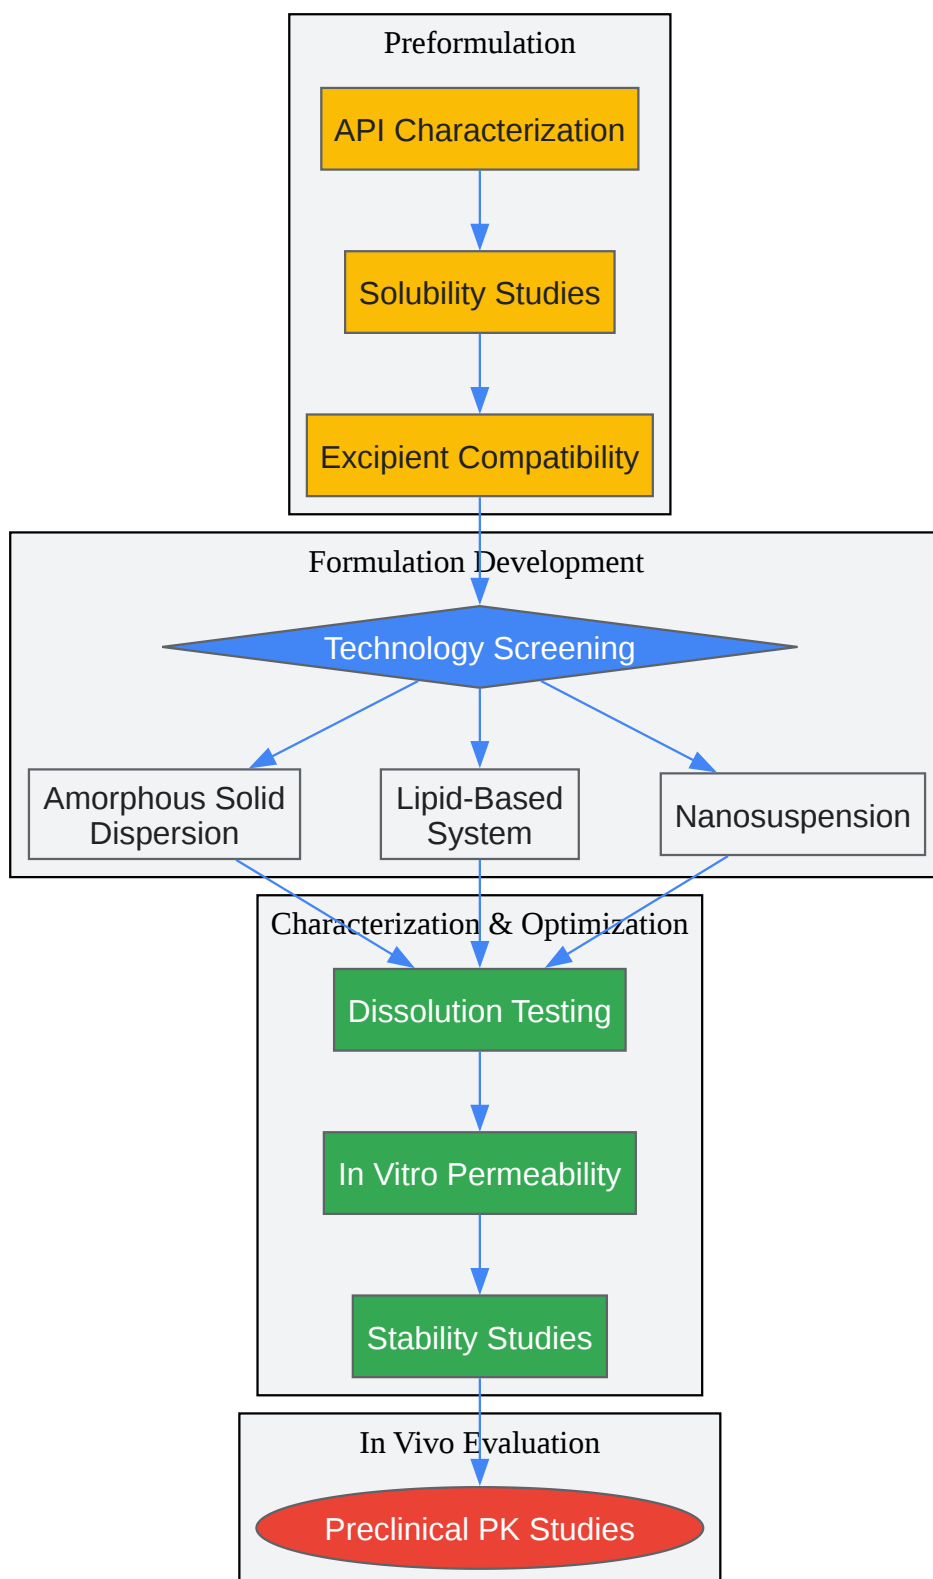 Preformulation
API Characterization
Solubility Studies
Excipient Compatibility
Formulation Development
Technology Screening
Amorphous Solid
Dispersion
Lipid-Based
System
Nanosuspension
Characterization & Optimization
Dissolution Testing
In Vitro Permeability
Stability Studies
In Vivo Evaluation
Preclinical PK Studies